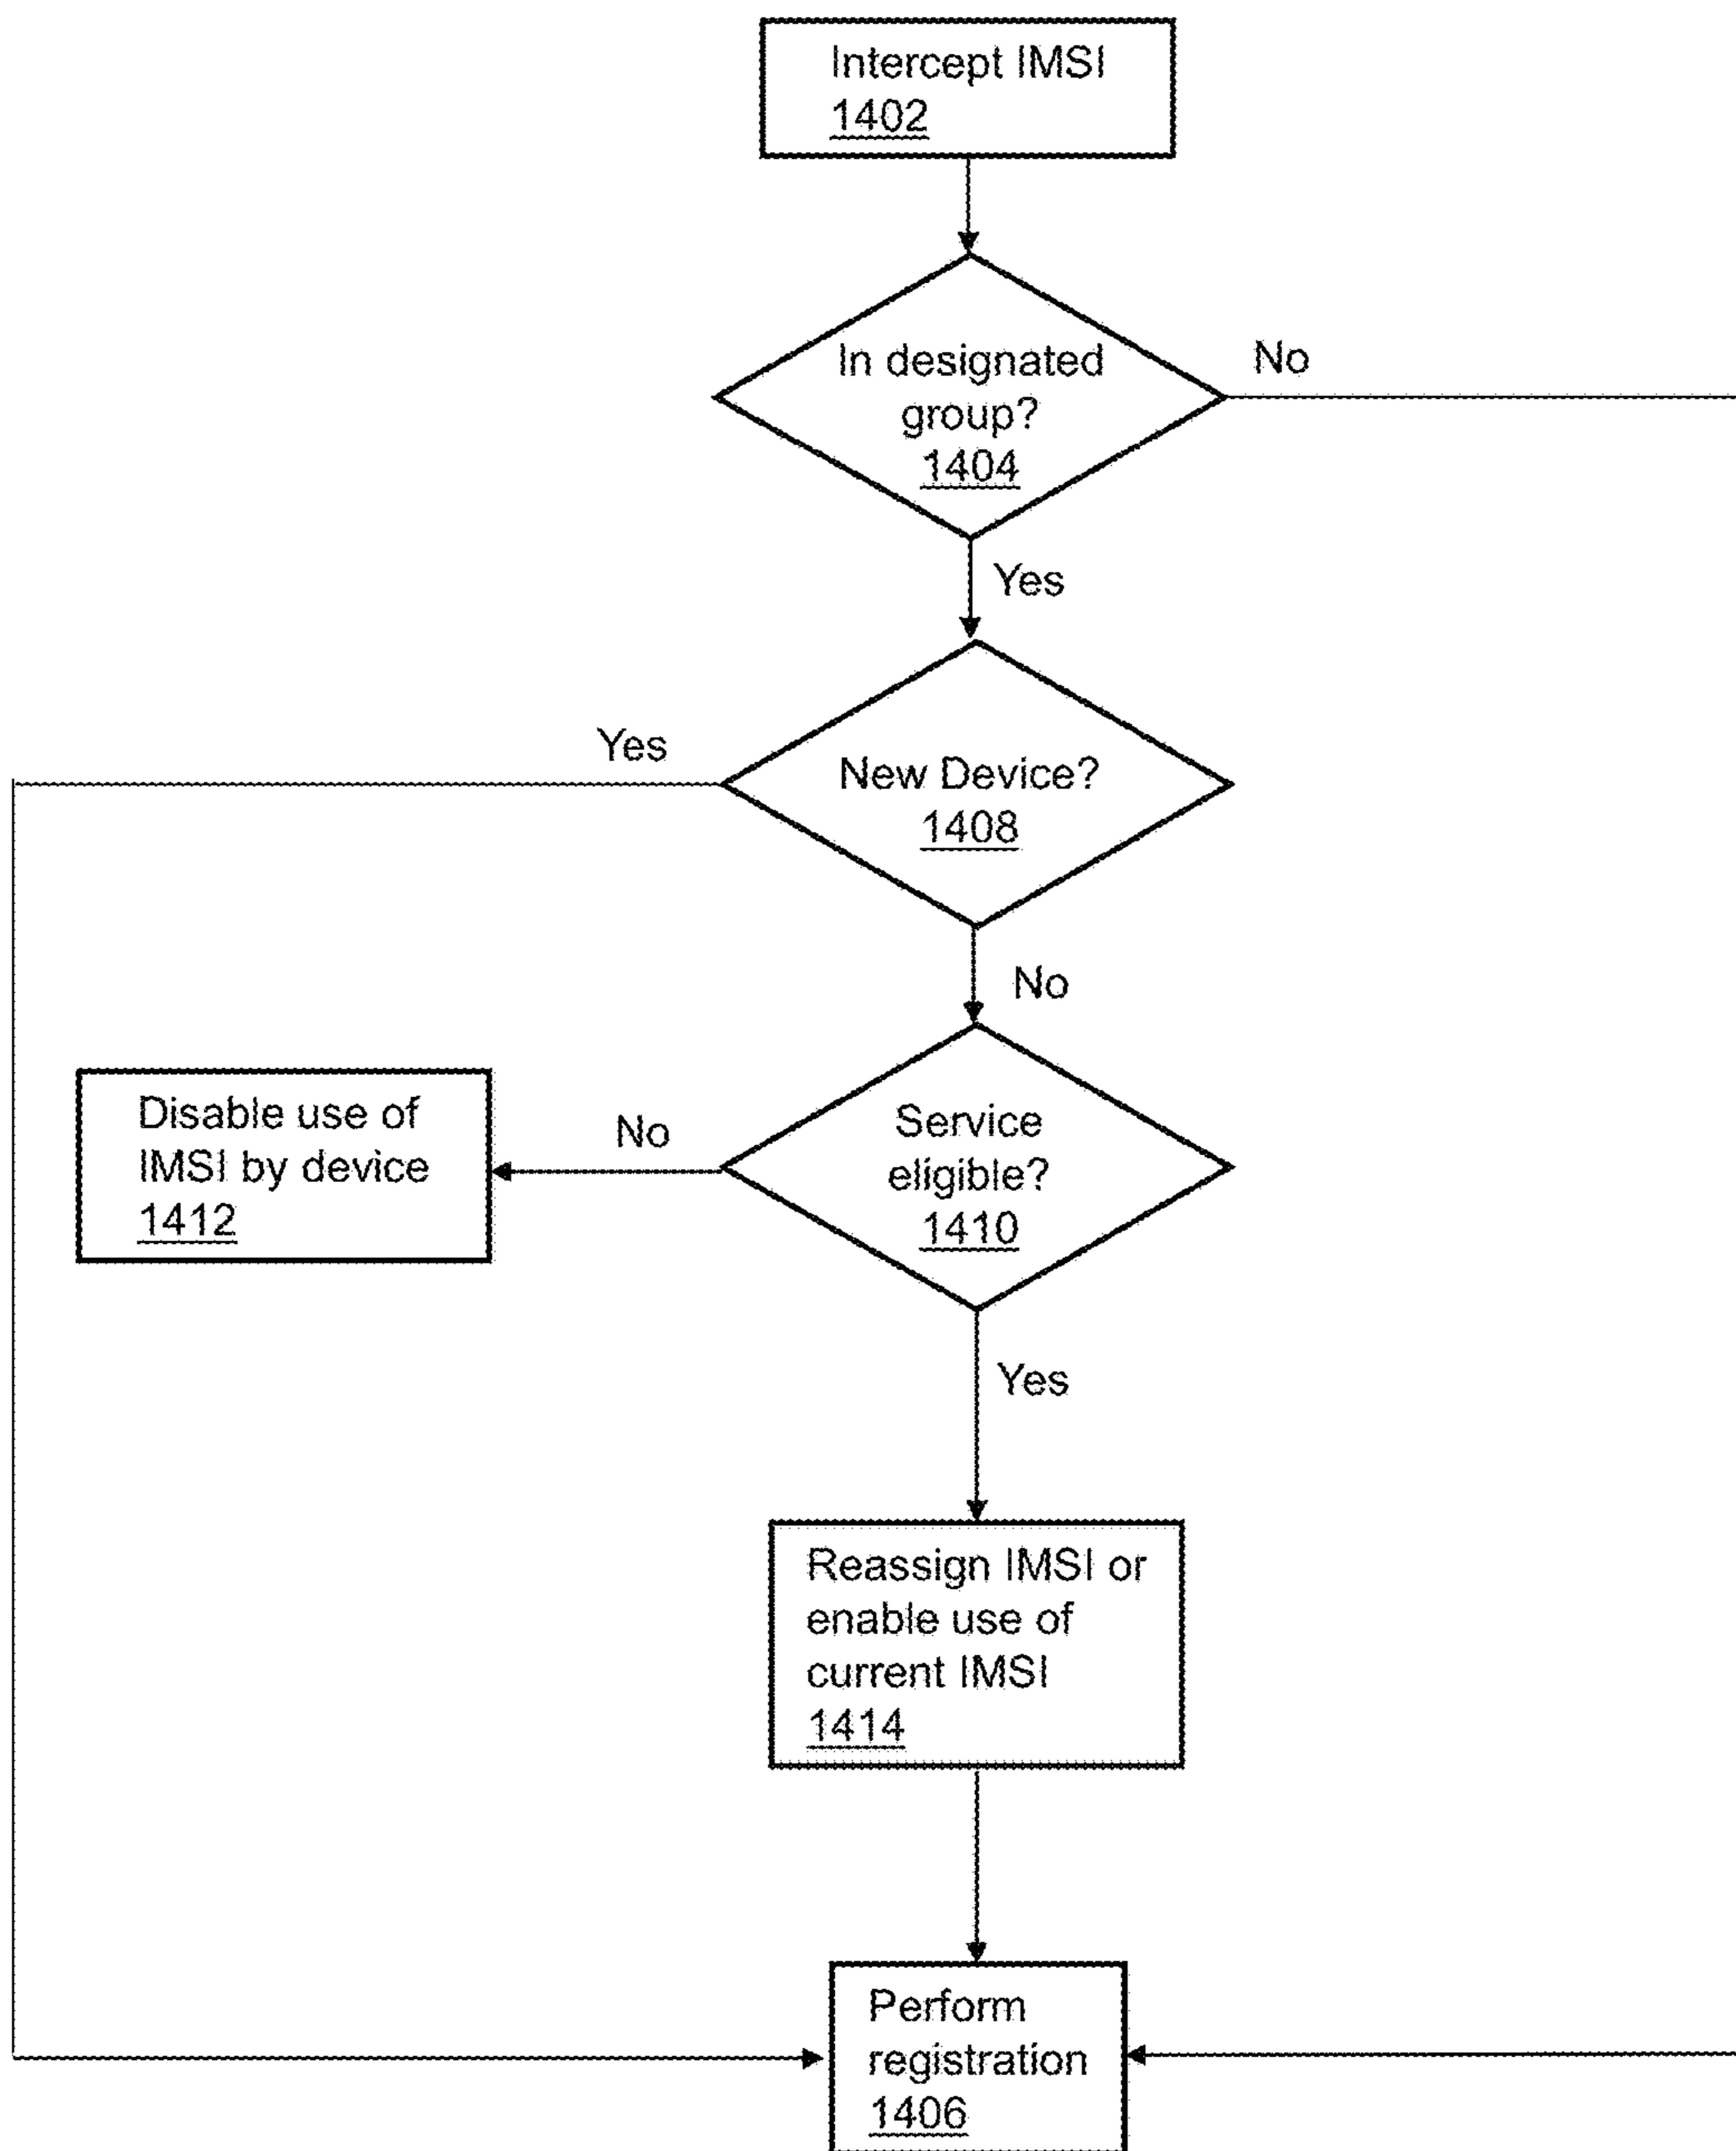 Intercept IMSI
1402
In designated
group?
1404
No
Yes
Yes
New Device?
1408
No
Disable use of
IMSI by device
1412
No
Service
eligible?
1410
Yes
Reassign IMSI or
enable use of
current IMSI
1414
Perform
registration
1406